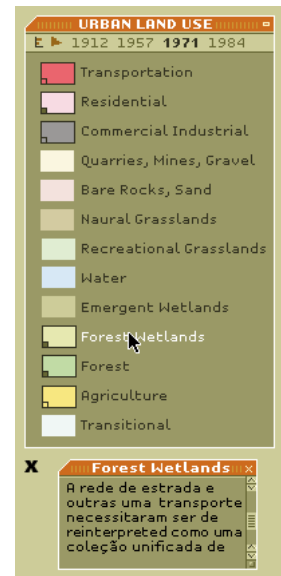 URBAN LAND USE
E 1912 1957 1971 1984
Transportation
Residential
Commercial Industrial
Quarries, Mines, Gravel
Bare Rocks, Sand
Naural Grasslands
Recreational Grasslands
Water
Emergent Wetlands
Forest Wetlands
Forest
Agriculture
Transitional
X Forest Wetlands x
A rede de estrada e
outras uma transporte
necessitaram ser de
reinterpreted como uma
coleção unificada de